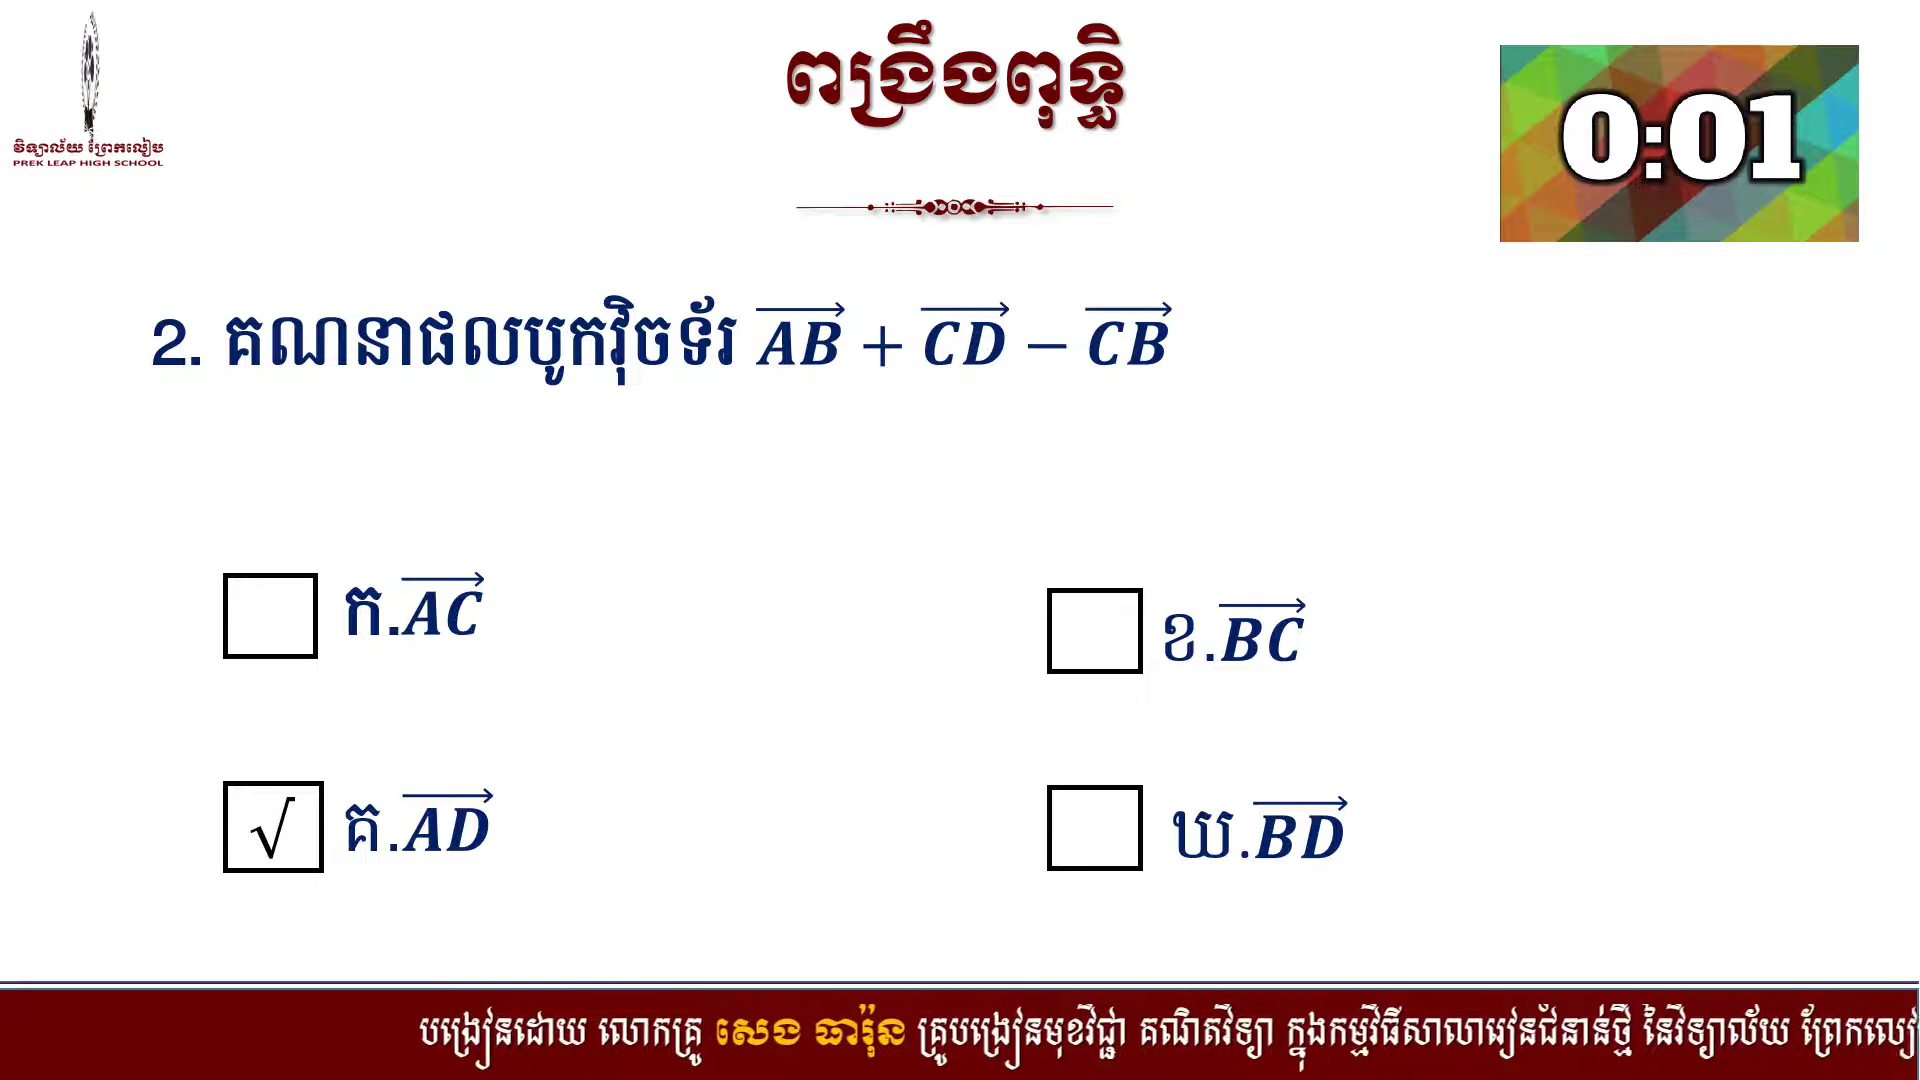 វិទ្យាល័យ ព្រែកលៀប
PREK LEAP HIGH SCHOOL
ពង្រឹងពុទ្ធិ
0:01
2. គណនាផលបូកវ៉ិចទ័រ $\overrightarrow{AB} + \overrightarrow{CD} - \overrightarrow{CB}$
ក. $\overrightarrow{AC}$
ខ. $\overrightarrow{BC}$
√ គ. $\overrightarrow{AD}$
ឃ. $\overrightarrow{BD}$
បង្រៀនដោយ លោកគ្រូ សេង ធារ៉ុន គ្រូបង្រៀនមុខវិជ្ជា គណិតវិទ្យា ក្នុងកម្មវិធីសាលារៀនជំនាន់ថ្មី នៃវិទ្យាល័យ